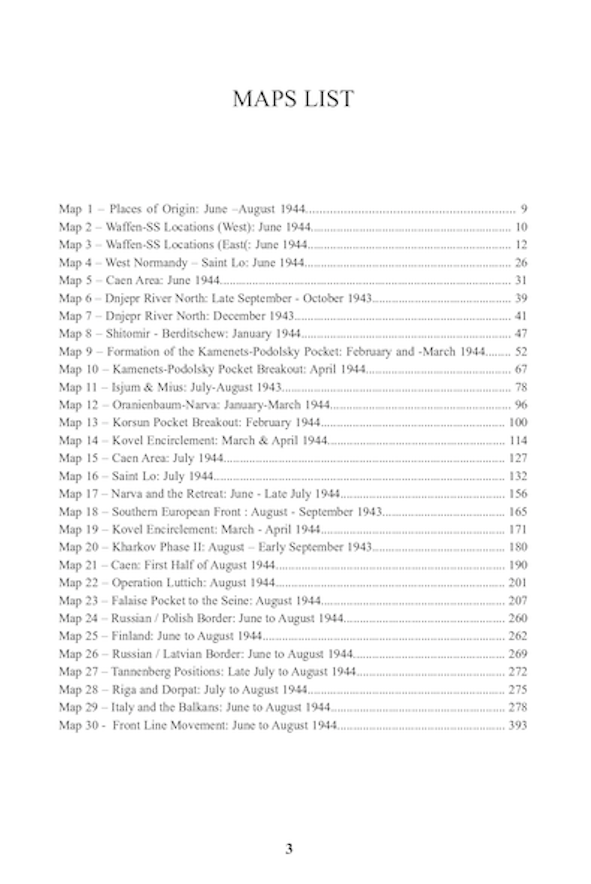 MAPS LIST
Map 1 – Places of Origin: June –August 1944.................................................................... 9
Map 2 – Waffen-SS Locations (West): June 1944................................................................ 10
Map 3 – Waffen-SS Locations (East(: June 1944................................................................. 12
Map 4 – West Normandy – Saint Lo: June 1944.................................................................. 26
Map 5 – Caen Area: June 1944............................................................................................. 31
Map 6 – Dnjepr River North: Late September - October 1943............................................ 39
Map 7 – Dnjepr River North: December 1943..................................................................... 41
Map 8 – Shitomir - Berditschew: January 1944................................................................... 47
Map 9 – Formation of the Kamenets-Podolsky Pocket: February and -March 1944........ 52
Map 10 – Kamenets-Podolsky Pocket Breakout: April 1944.............................................. 67
Map 11 – Isjum & Mius: July-August 1943......................................................................... 78
Map 12 – Oranienbaum-Narva: January-March 1944.......................................................... 96
Map 13 – Korsun Pocket Breakout: February 1944........................................................... 100
Map 14 – Kovel Encirclement: March & April 1944......................................................... 114
Map 15 – Caen Area: July 1944.......................................................................................... 127
Map 16 – Saint Lo: July 1944............................................................................................. 132
Map 17 – Narva and the Retreat: June - Late July 1944..................................................... 156
Map 18 – Southern European Front : August - September 1943........................................ 165
Map 19 – Kovel Encirclement: March - April 1944........................................................... 171
Map 20 – Kharkov Phase II: August – Early September 1943........................................... 180
Map 21 – Caen: First Half of August 1944......................................................................... 190
Map 22 – Operation Luttich: August 1944......................................................................... 201
Map 23 – Falaise Pocket to the Seine: August 1944........................................................... 207
Map 24 – Russian / Polish Border: June to August 1944.................................................... 260
Map 25 – Finland: June to August 1944............................................................................. 262
Map 26 – Russian / Latvian Border: June to August 1944................................................. 269
Map 27 – Tannenberg Positions: Late July to August 1944................................................ 272
Map 28 – Riga and Dorpat: July to August 1944................................................................ 275
Map 29 – Italy and the Balkans: June to August 1944........................................................ 278
Map 30 - Front Line Movement: June to August 1944...................................................... 393
3